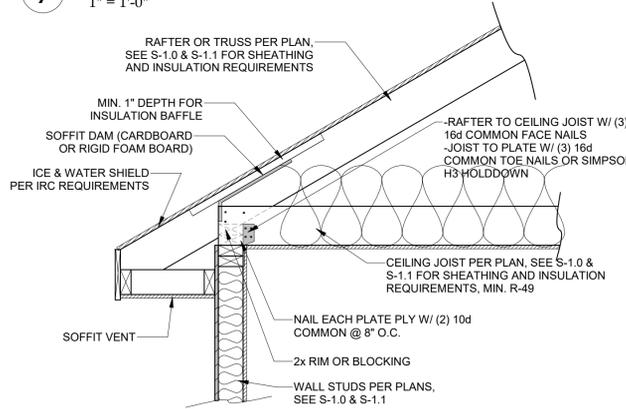 1" = 1'-0"
RAFTER OR TRUSS PER PLAN,
SEE S-1.0 & S-1.1 FOR SHEATHING
AND INSULATION REQUIREMENTS
MIN. 1" DEPTH FOR
INSULATION BAFFLE
SOFFIT DAM (CARDBOARD
OR RIGID FOAM BOARD)
ICE & WATER SHIELD
PER IRC REQUIREMENTS
-RAFTER TO CEILING JOIST W/ (3)
16d COMMON FACE NAILS
-JOIST TO PLATE W/ (3) 16d
COMMON TOE NAILS OR SIMPSO
H3 HOLDDOWN
CEILING JOIST PER PLAN, SEE S-1.0 &
S-1.1 FOR SHEATHING AND INSULATION
REQUIREMENTS, MIN. R-49
SOFFIT VENT
NAIL EACH PLATE PLY W/ (2) 10d
COMMON @ 8" O.C.
2x RIM OR BLOCKING
WALL STUDS PER PLANS,
SEE S-1.0 & S-1.1